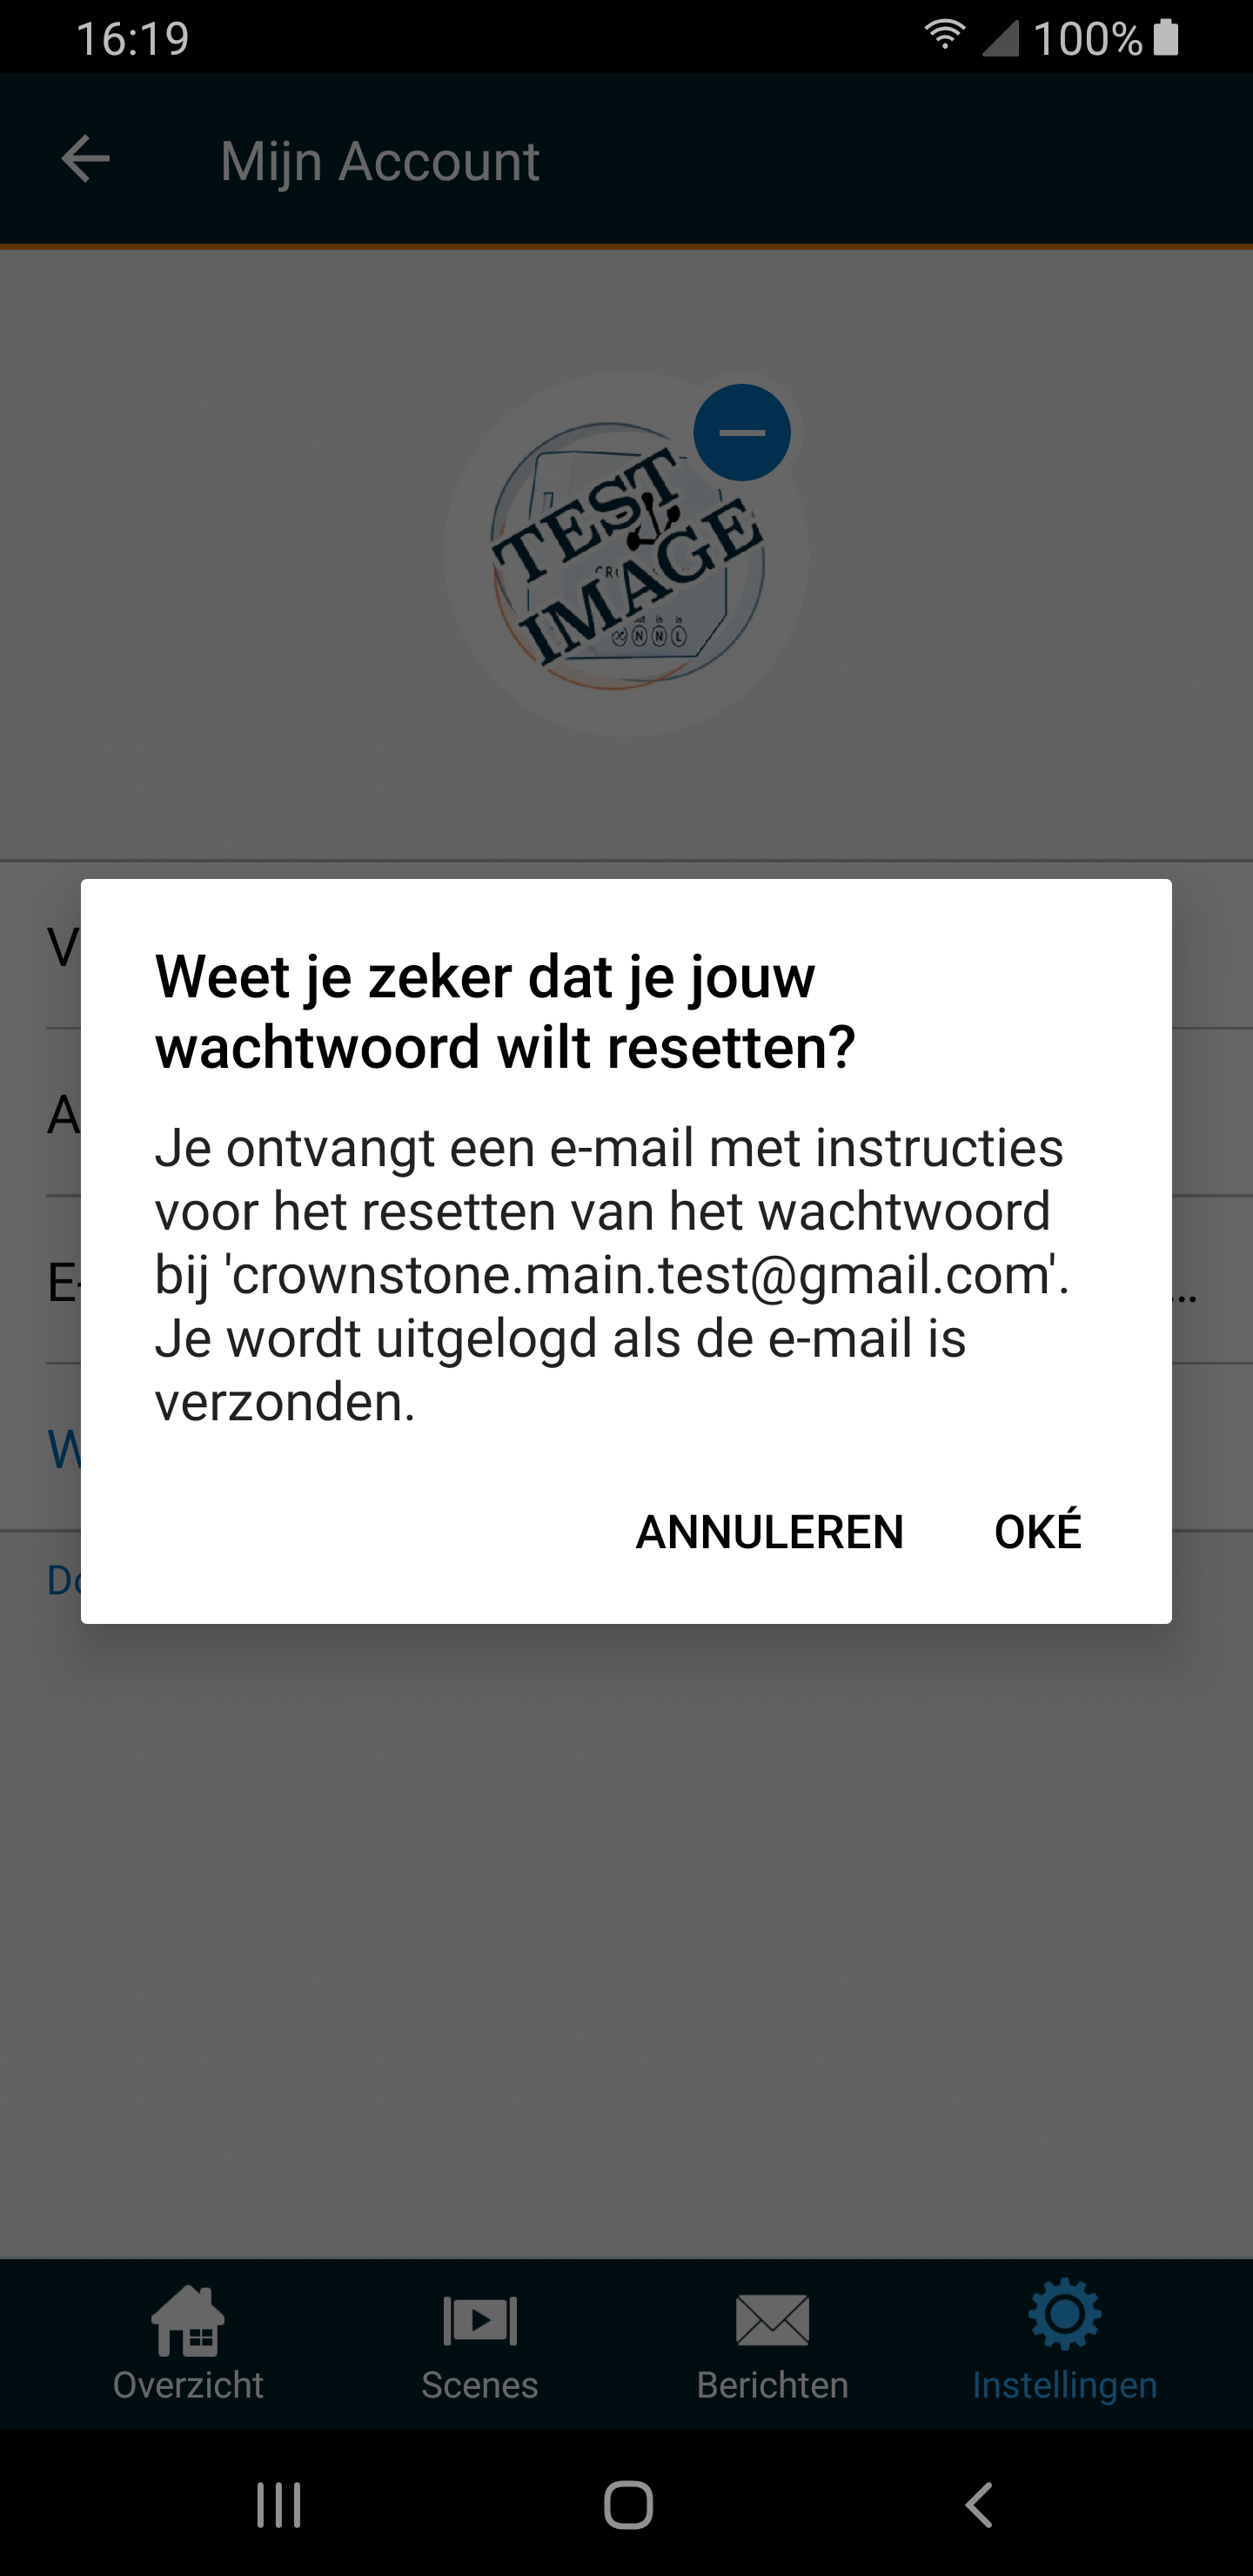 16:19
100%
Mijn Account
TEST
IMAGE
N N L
V
A
E-
...
W
Weet je zeker dat je jouw
wachtwoord wilt resetten?
Je ontvangt een e-mail met instructies
voor het resetten van het wachtwoord
bij 'crownstone.main.test@gmail.com'.
Je wordt uitgelogd als de e-mail is
verzonden.
ANNULEREN OKÉ
Overzicht
Scenes
Berichten
Instellingen